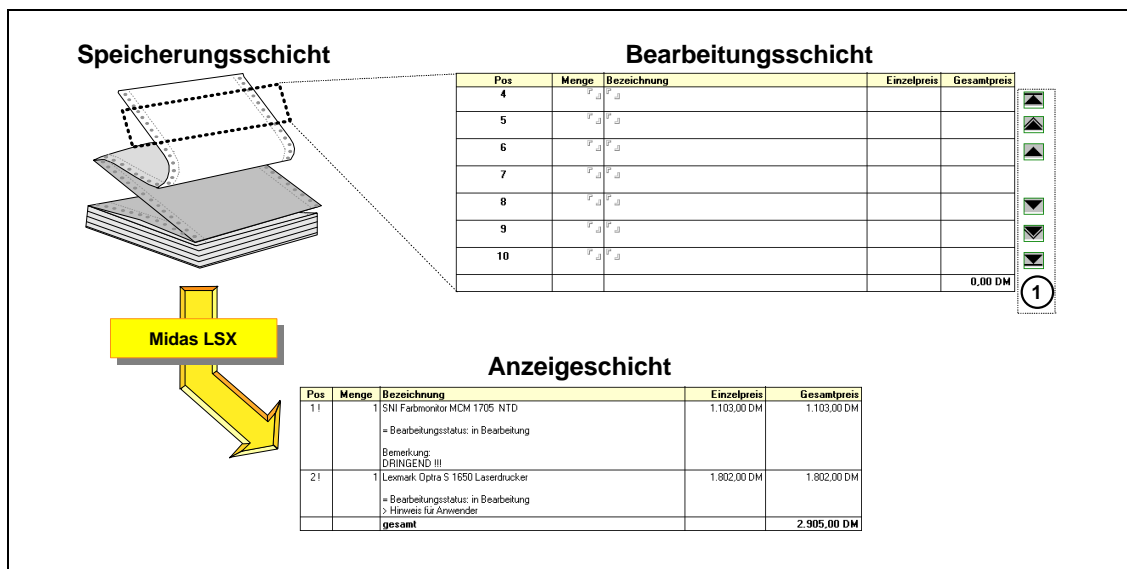 Speicherungsschicht
Bearbeitungsschicht
Pos Menge Bezeichnung Einzelpreis Gesamtpreis
4
5
6
7
8
9
10
0,00 DM
1
Midas LSX
Anzeigeschicht
Pos Menge Bezeichnung Einzelpreis Gesamtpreis
1 ! 1 SNI Farbmonitor MCM 1705 NTD 1.103,00 DM 1.103,00 DM
= Bearbeitungsstatus: in Bearbeitung
Bemerkung:
DRINGEND !!!
2 ! 1 Lexmark Optra S 1650 Laserdrucker 1.802,00 DM 1.802,00 DM
= Bearbeitungsstatus: in Bearbeitung
> Hinweis für Anwender
gesamt 2.905,00 DM